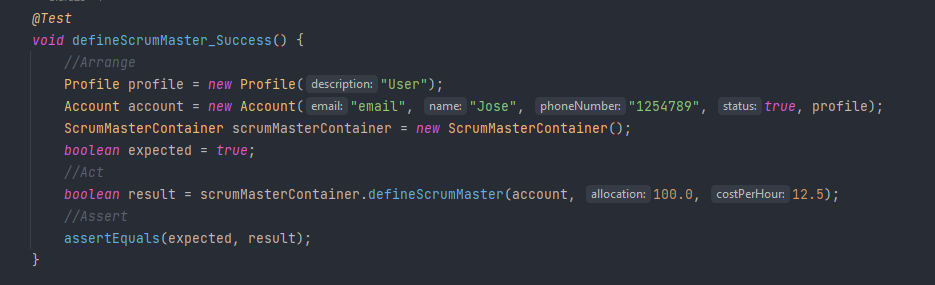 @Test
void defineScrumMaster_Success() {
//Arrange
Profile profile = new Profile( description: "User");
Account account = new Account( email: "email", name: "Jose", phoneNumber: "1254789", status: true, profile);
ScrumMasterContainer scrumMasterContainer = new ScrumMasterContainer();
boolean expected = true;
//Act
boolean result = scrumMasterContainer.defineScrumMaster(account, allocation: 100.0, costPerHour: 12.5);
//Assert
assertEquals(expected, result);
}